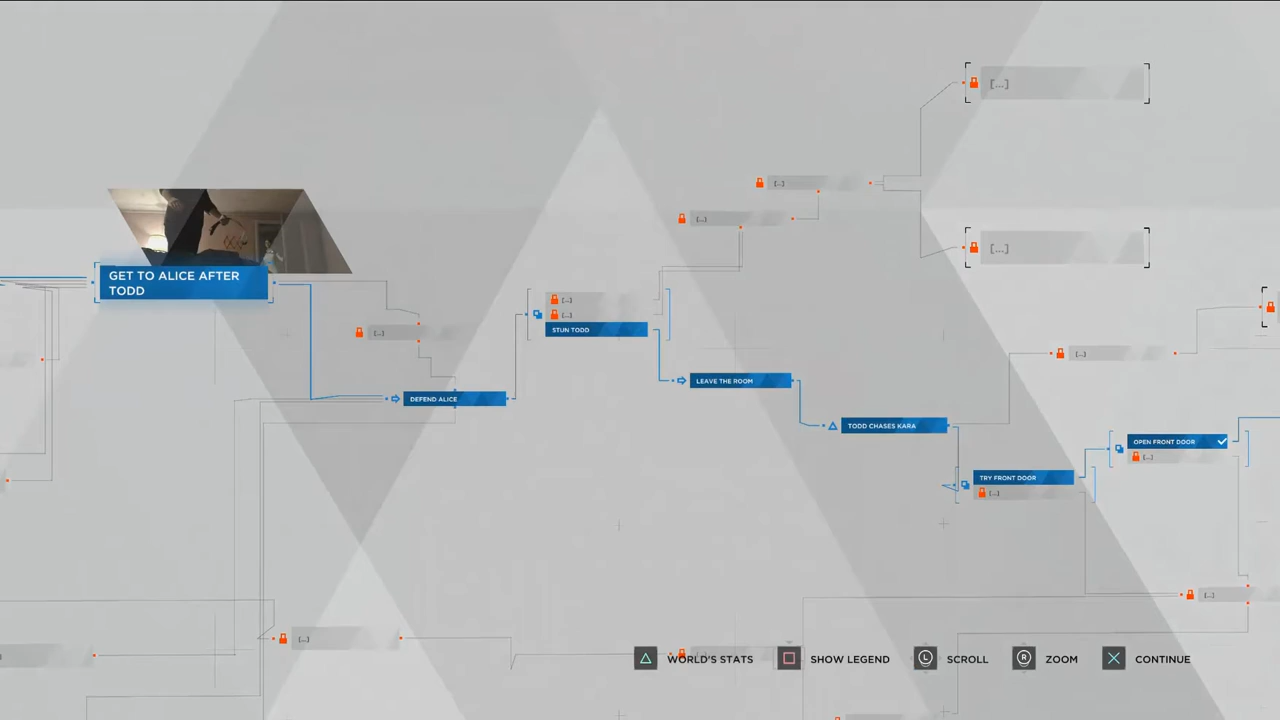 [...]
[...]
[...]
[...]
GET TO ALICE AFTER
TODD
[...]
[...]
[...]
STUN TODD
[...]
LEAVE THE ROOM
DEFEND ALICE
TODD CHASES KARA
OPEN FRONT DOOR
[...]
TRY FRONT DOOR
[...]
[...]
[...]
WORLD'S STATS
SHOW LEGEND
L
SCROLL
R
ZOOM
CONTINUE